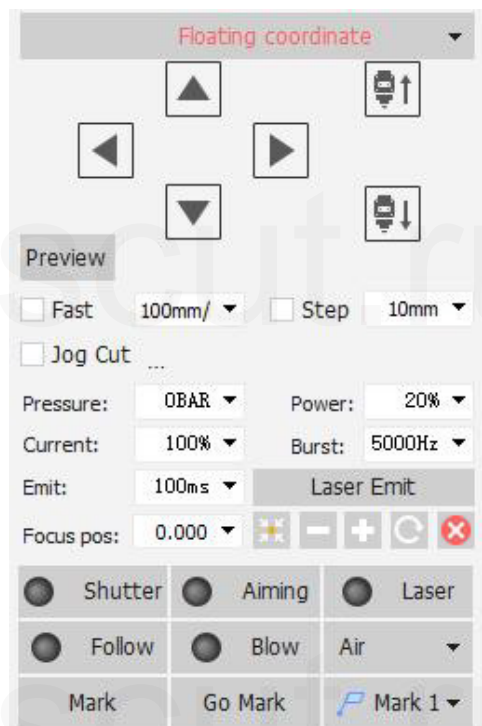 Floating coordinate
Preview
Fast 100mm/ Step 10mm
Jog Cut ...
Pressure: 0BAR Power: 20%
Current: 100% Burst: 5000Hz
Emit: 100ms Laser Emit
Focus pos: 0.000
Shutter Aiming Laser
Follow Blow Air
Mark Go Mark Mark 1